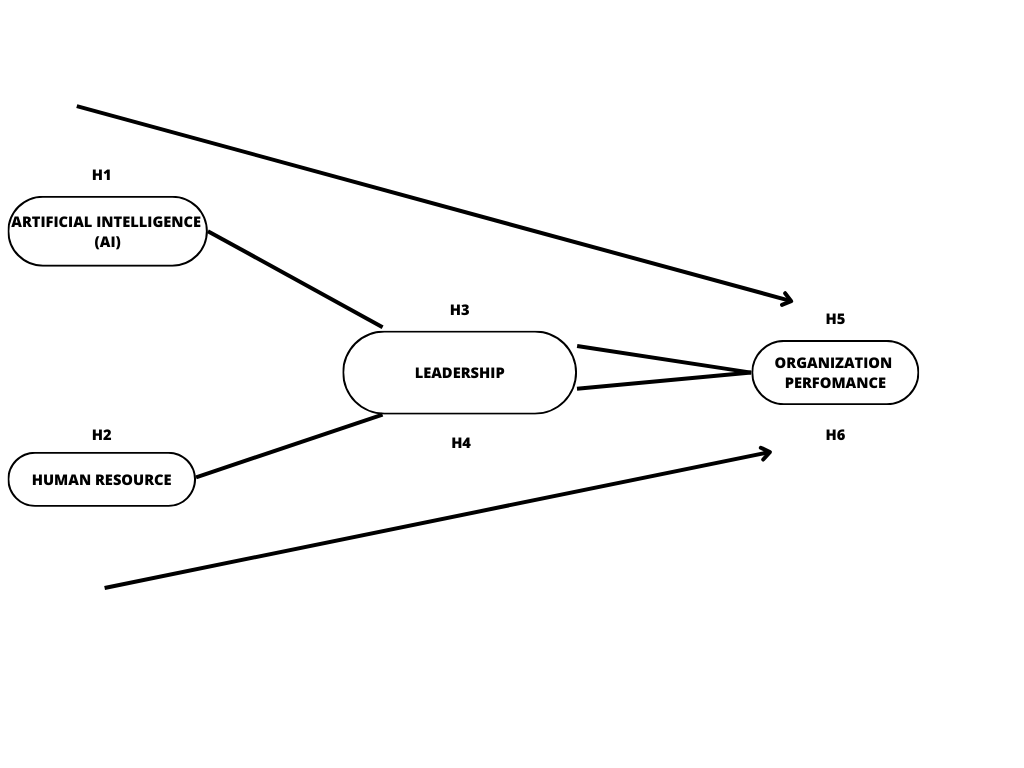 H1
ARTIFICIAL INTELLIGENCE
(AI)
H3
H5
LEADERSHIP
ORGANIZATION
PERFOMANCE
H2
H4
H6
HUMAN RESOURCE